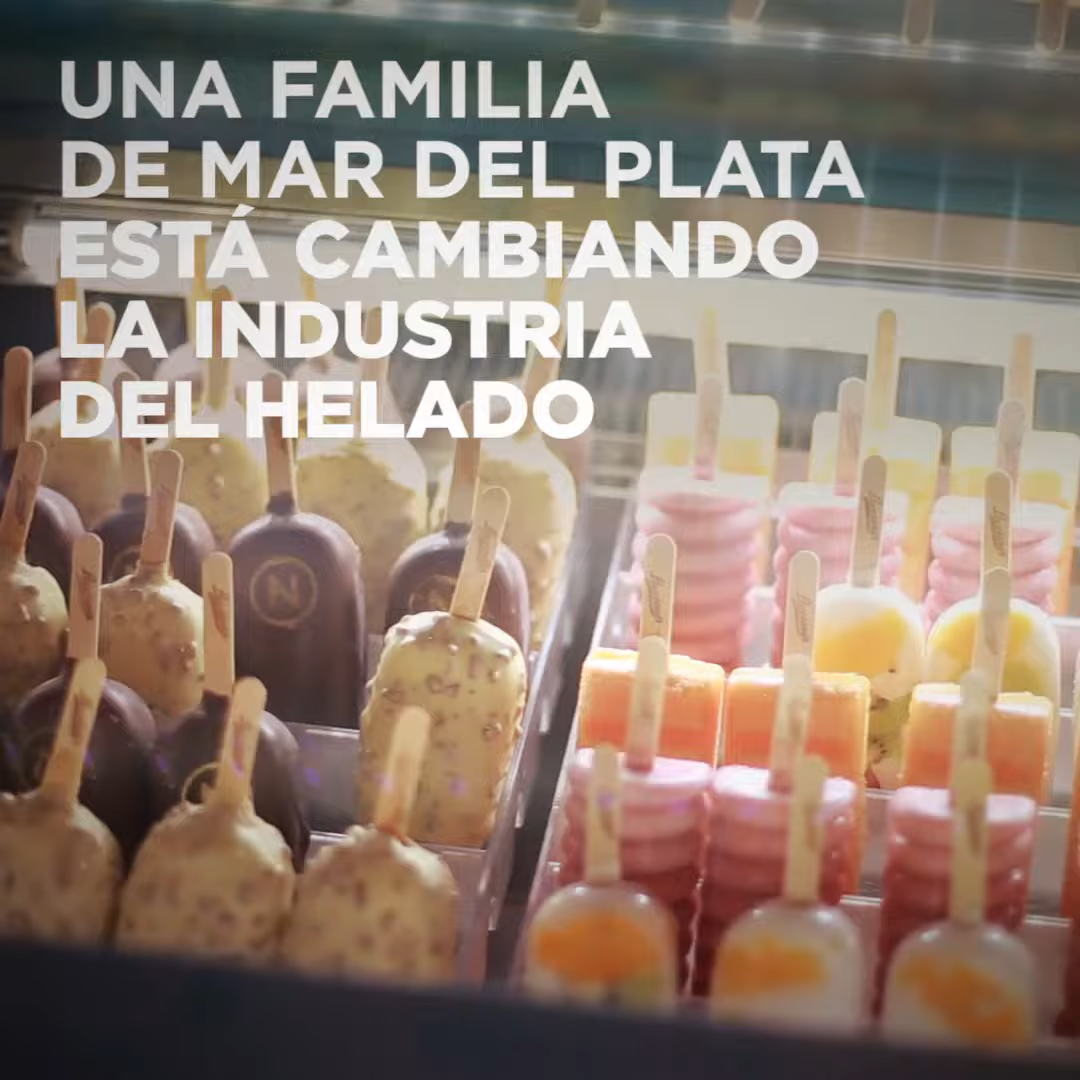 UNA FAMILIA
DE MAR DEL PLATA
ESTÁ CAMBIANDO
LA INDUSTRIA
DEL HELADO
N